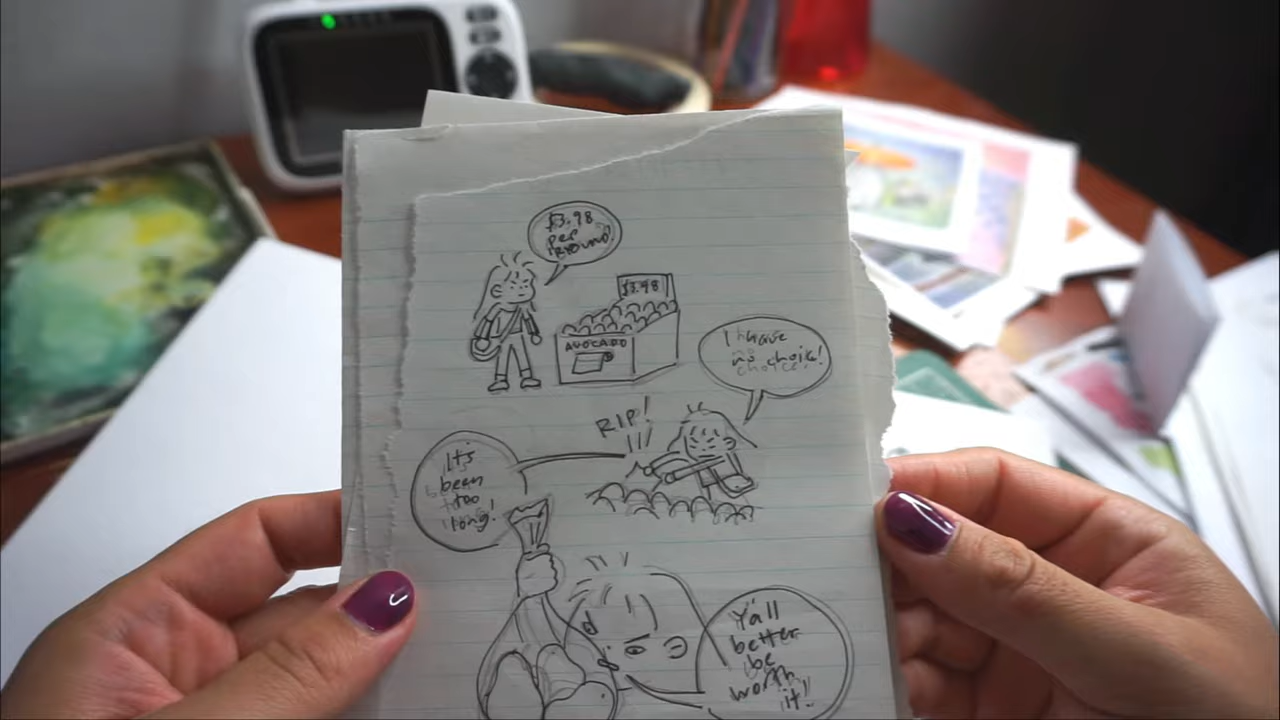 $3.98
per
POUND!
$3.98
AVOCADO
I have
no choice!
RIP!
It's
been
too
long!
Y'all
better
be
worth
it!